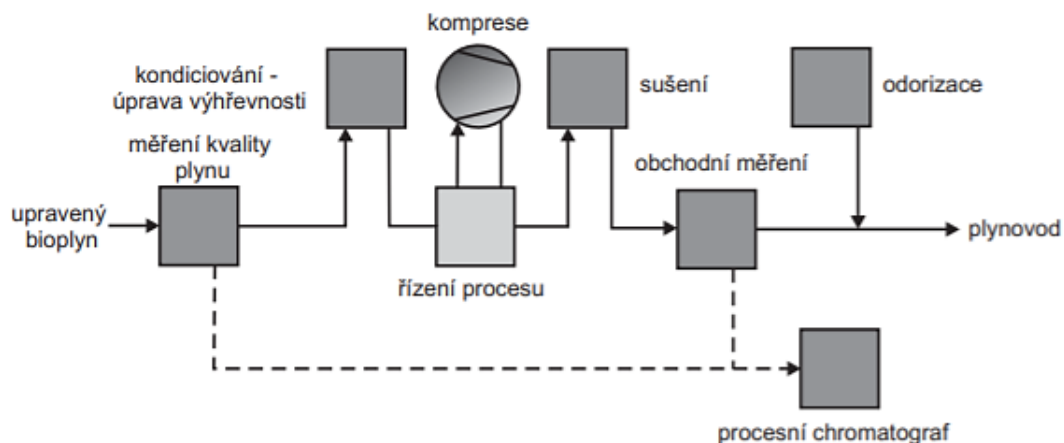 komprese
kondiciování -
úprava výhřevnosti
sušení
odorizace
měření kvality
plynu
obchodní měření
upravený
bioplyn
plynovod
řízení procesu
procesní chromatograf